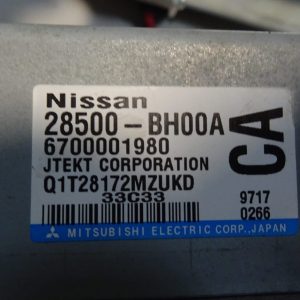 Nissan
28500-BH00A
6700001980
JTEKT CORPORATION
Q1T28172MZUKD
33C33
CA
9717
0266
MITSUBISHI ELECTRIC CORP., JAPAN